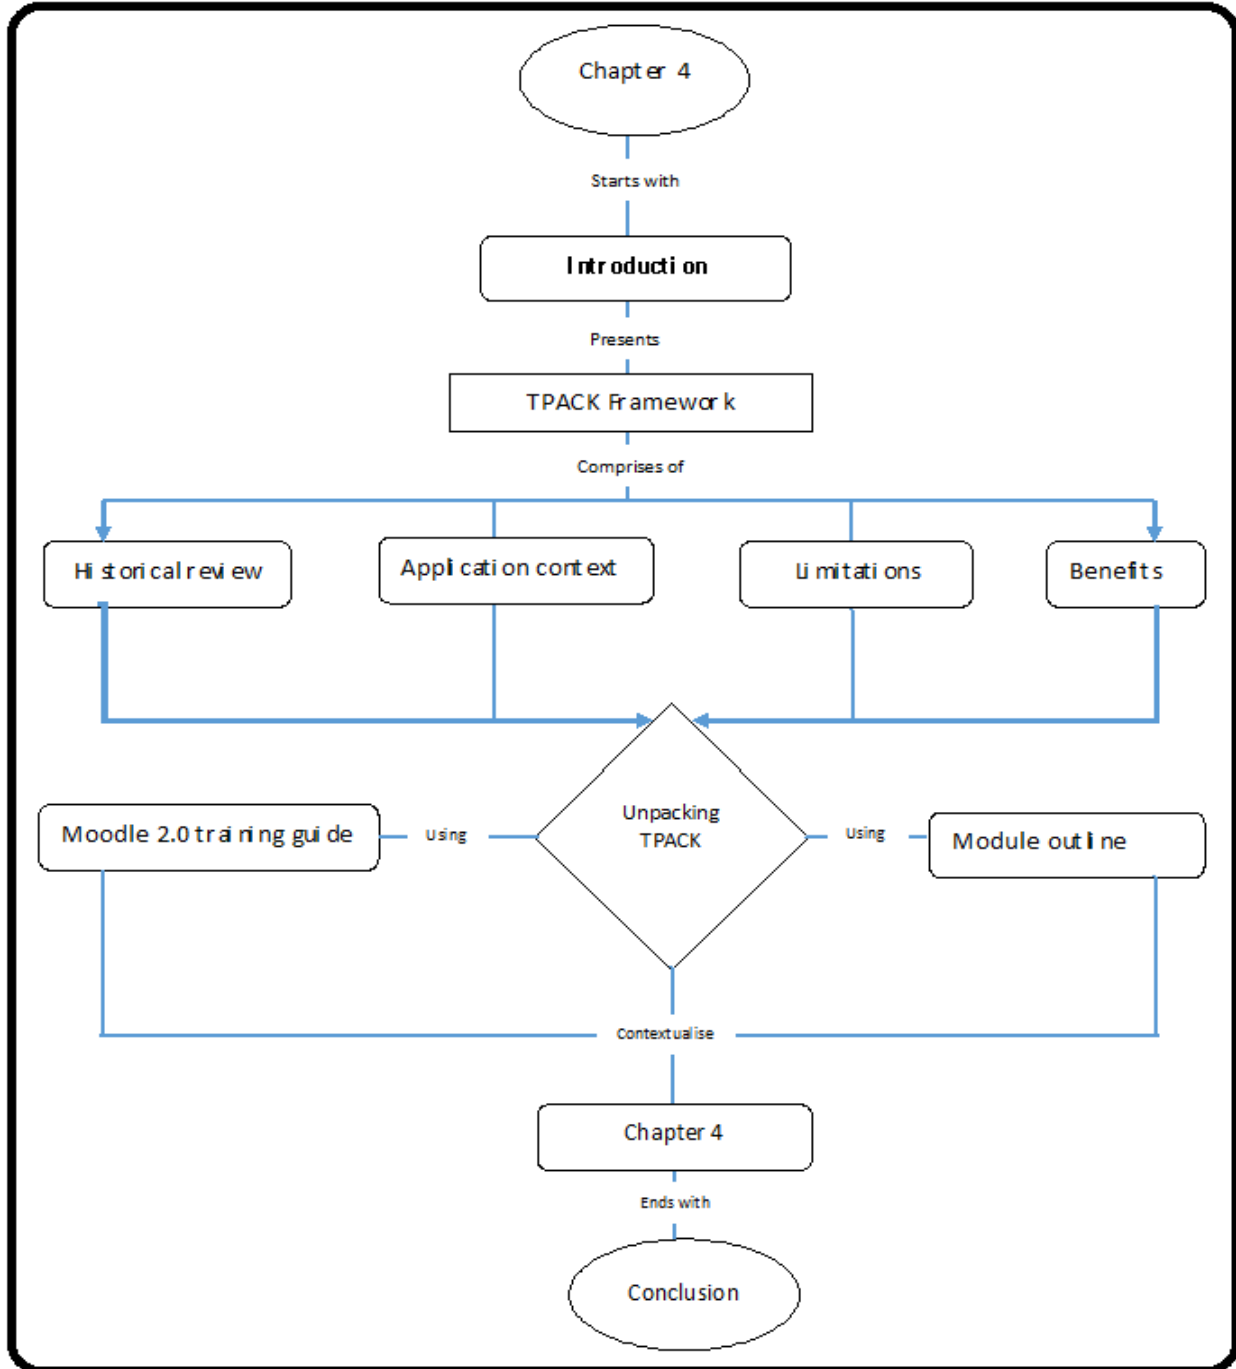 Chapter 4
Starts with
Introduction
Presents
TPACK Framework
Comprises of
Historical review
Application context
Limitations
Benefits
Unpacking
TPACK
Moodle 2.0 training guide
Using
Using
Module outline
Contextualise
Chapter 4
Ends with
Conclusion